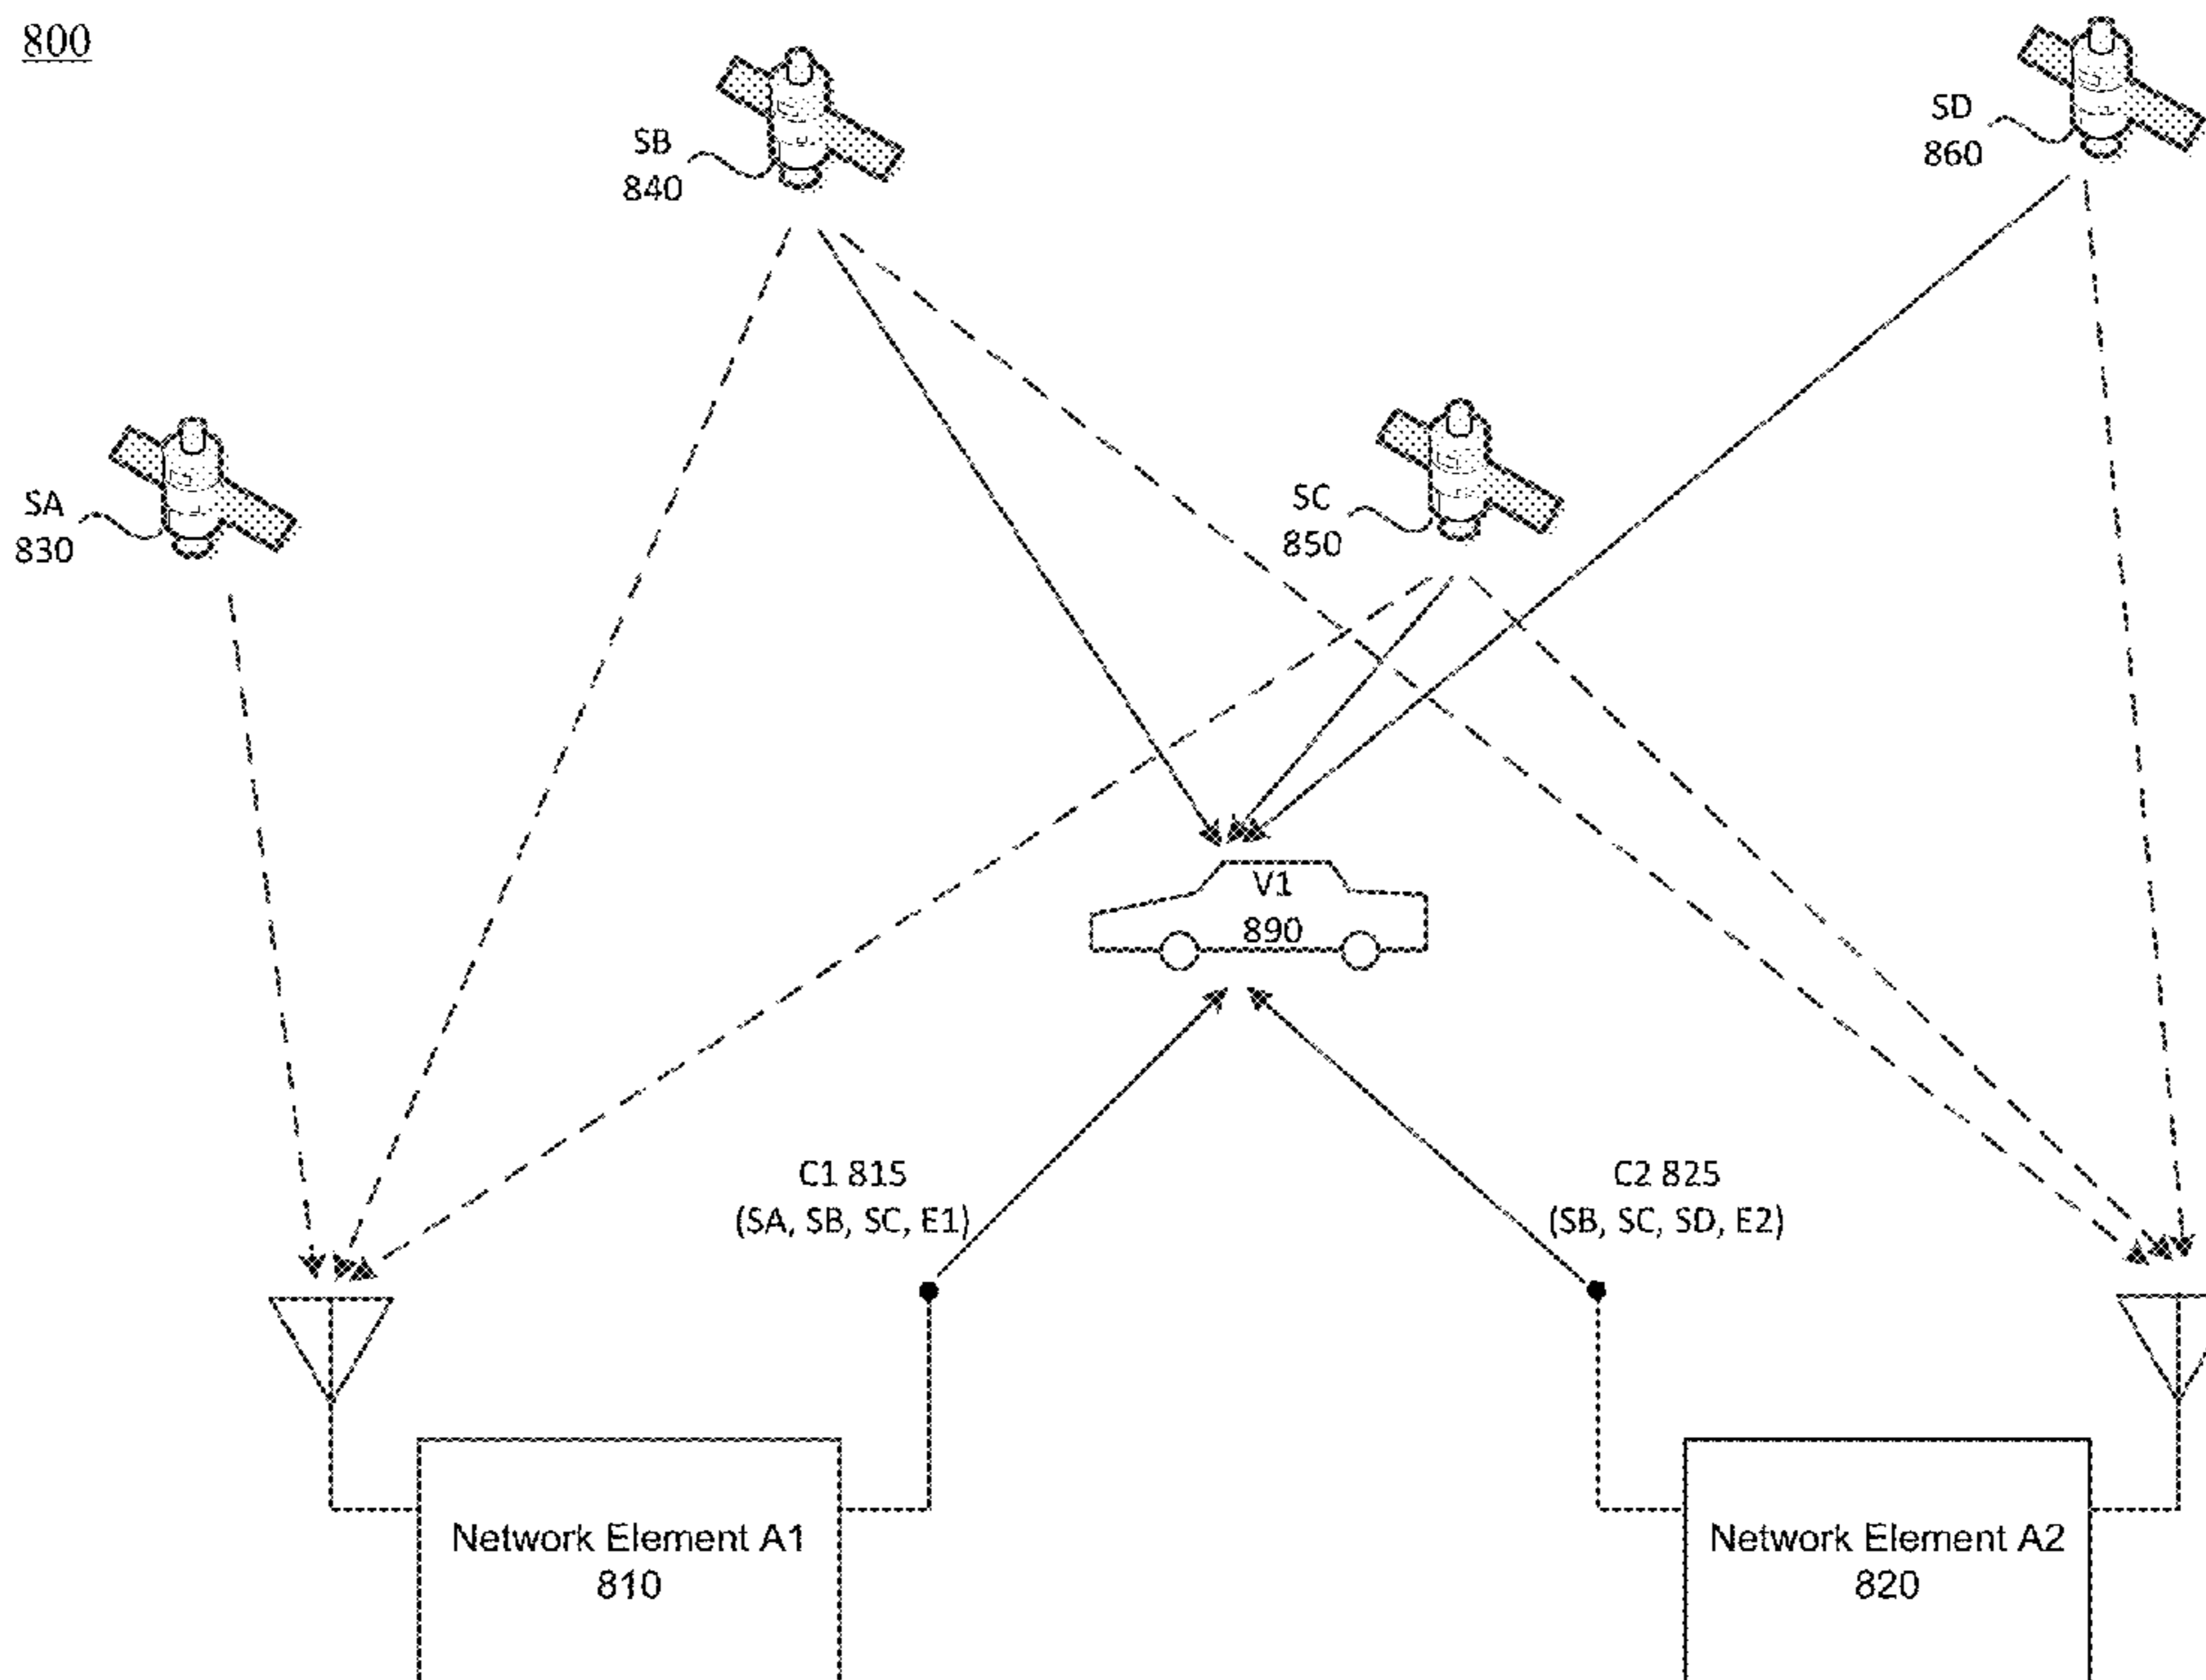 800
SB
840
SD
860
SA
830
SC
850
V1
890
C1 815
(SA, SB, SC, E1)
C2 825
(SB, SC, SD, E2)
Network Element A1
810
Network Element A2
820